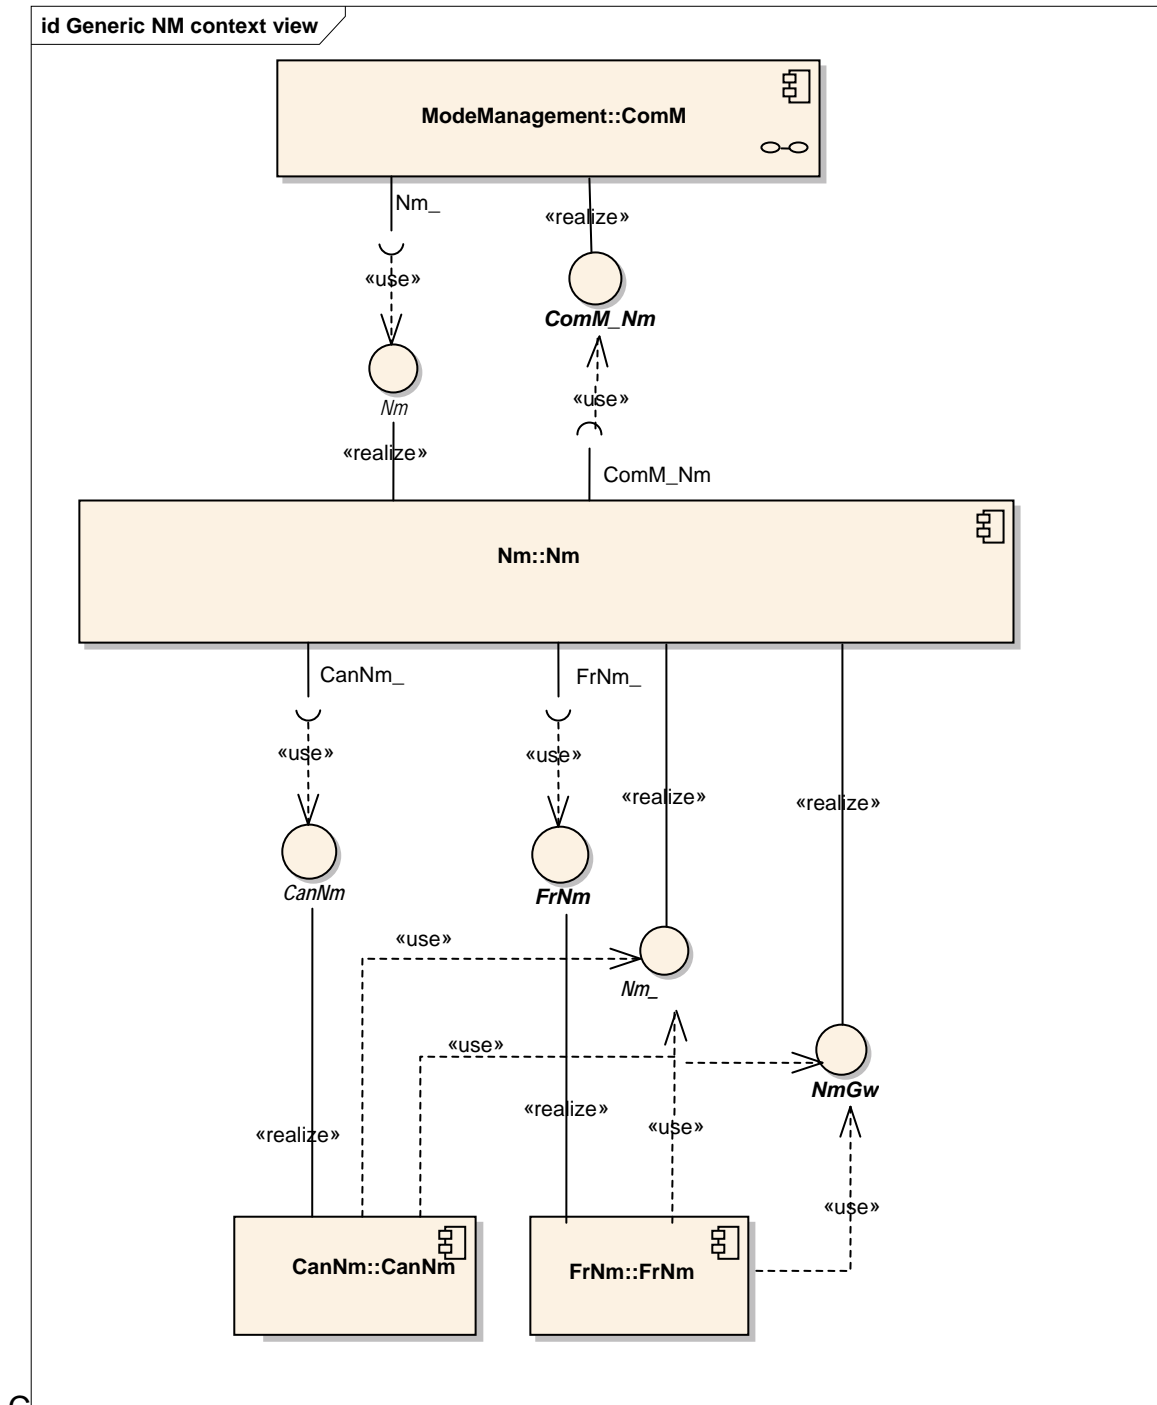 id Generic NM context view
ModeManagement::ComM
Nm_
«realize»
«use»
ComM_Nm
«use»
Nm
«realize»
ComM_Nm
Nm::Nm
CanNm_
FrNm_
«use»
«use»
«realize»
«realize»
CanNm
FrNm
«use»
Nm_
«use»
NmGw
«realize»
«use»
«realize»
«use»
CanNm::CanNm
FrNm::FrNm